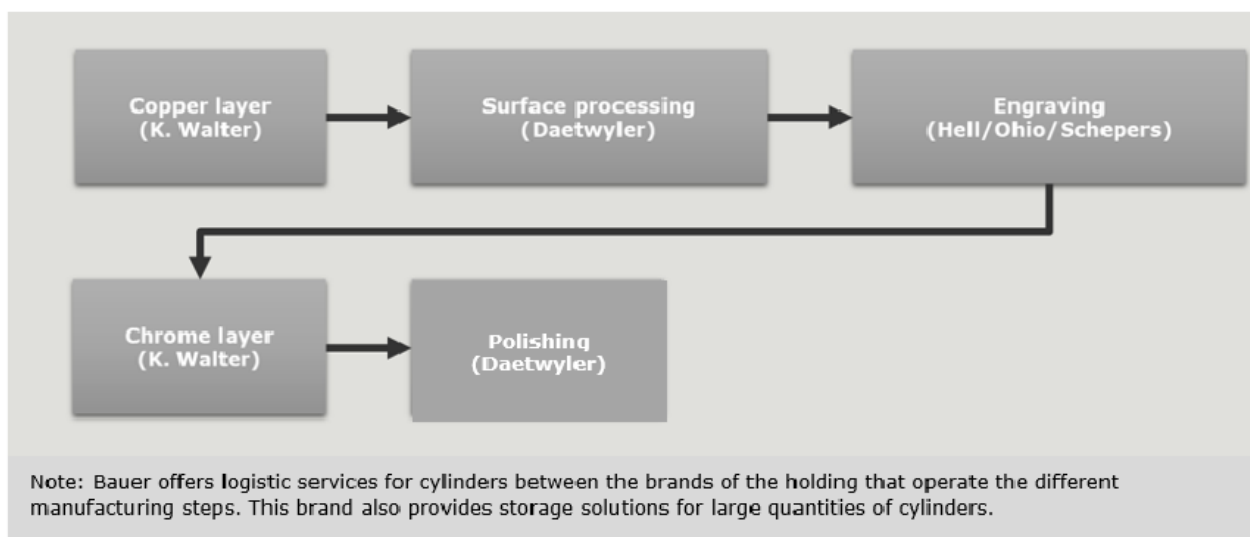 Copper layer
(K. Walter)
Surface processing
(Daetwyler)
Engraving
(Hell/Ohio/Schepers)
Chrome layer
(K. Walter)
Polishing
(Daetwyler)
Note: Bauer offers logistic services for cylinders between the brands of the holding that operate the different
manufacturing steps. This brand also provides storage solutions for large quantities of cylinders.